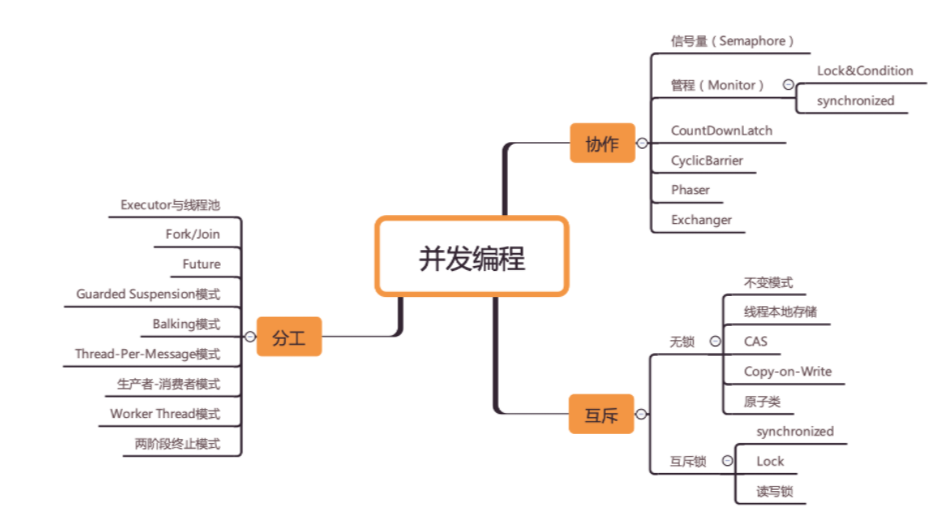 并发编程
协作
信号量（Semaphore）
管程（Monitor）
Lock&Condition
synchronized
CountDownLatch
CyclicBarrier
Phaser
Exchanger
分工
Executor与线程池
Fork/Join
Future
Guarded Suspension模式
Balking模式
Thread-Per-Message模式
生产者-消费者模式
Worker Thread模式
两阶段终止模式
互斥
无锁
不变模式
线程本地存储
CAS
Copy-on-Write
原子类
互斥锁
synchronized
Lock
读写锁